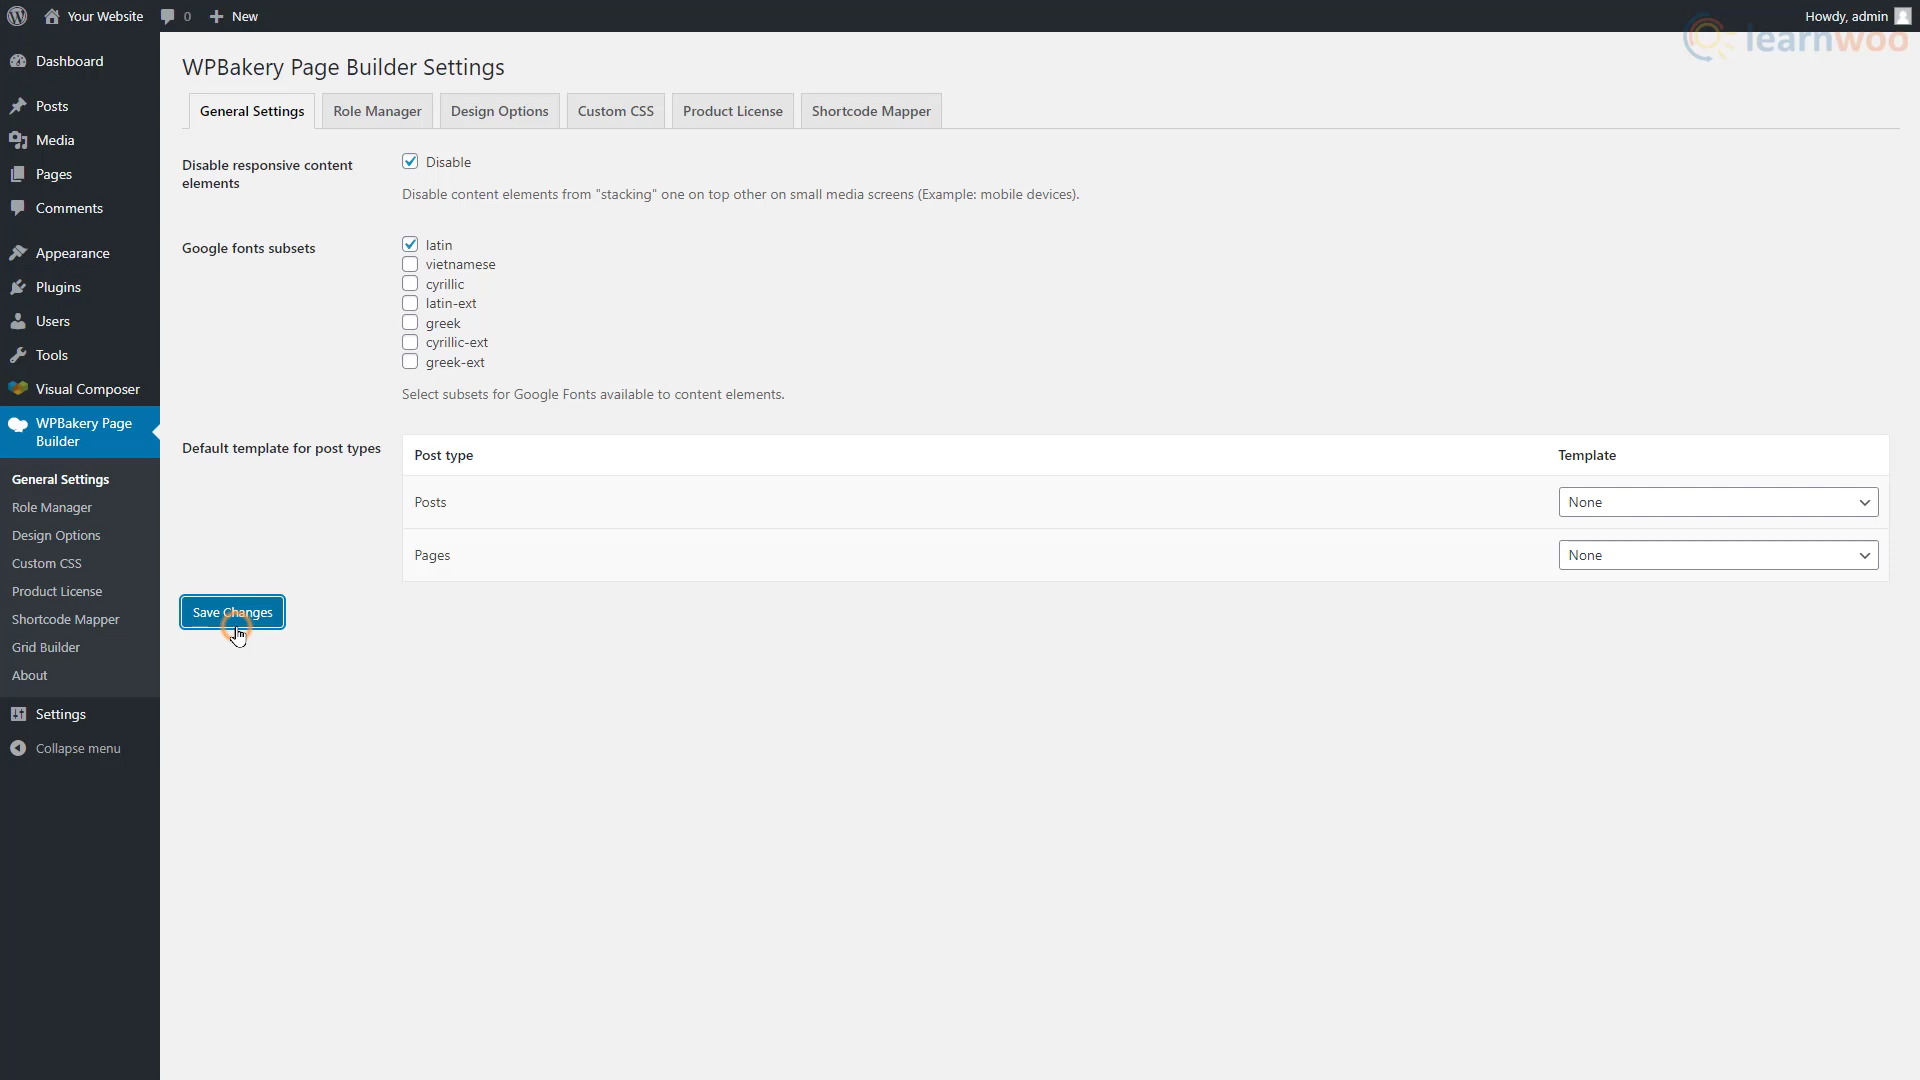 Your Website
0
New
Howdy, admin
learnwoo
Dashboard
Posts
Media
Pages
Comments
Appearance
Plugins
Users
Tools
Visual Composer
WPBakery Page
Builder
General Settings
Role Manager
Design Options
Custom CSS
Product License
Shortcode Mapper
Grid Builder
About
Settings
Collapse menu
WPBakery Page Builder Settings
General Settings
Role Manager
Design Options
Custom CSS
Product License
Shortcode Mapper
Disable responsive content
elements
Disable
Disable content elements from "stacking" one on top other on small media screens (Example: mobile devices).
Google fonts subsets
latin
vietnamese
cyrillic
latin-ext
greek
cyrillic-ext
greek-ext
Select subsets for Google Fonts available to content elements.
Default template for post types
Post type
Template
Posts
None
Pages
None
Save Changes